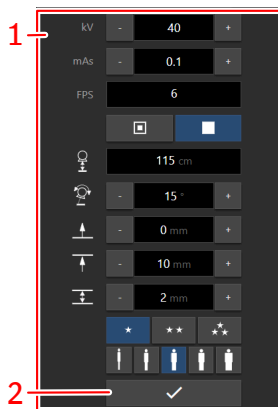 1
kV - 40 +
mAs - 0.1 +
FPS 6
115 cm
- 15 ° +
- 0 mm +
- 10 mm +
- 2 mm +
2